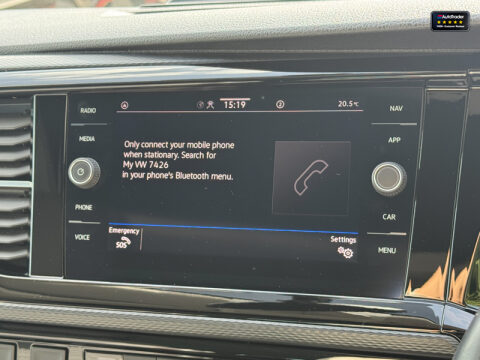 AutoTrader
RADIO
15:19
2
20.5°C
NAV
MEDIA
Only connect your mobile phone
when stationary. Search for
My VW 7426
in your phone's Bluetooth menu.
APP
PHONE
CAR
VOICE
Emergency
SOS
Settings
MENU